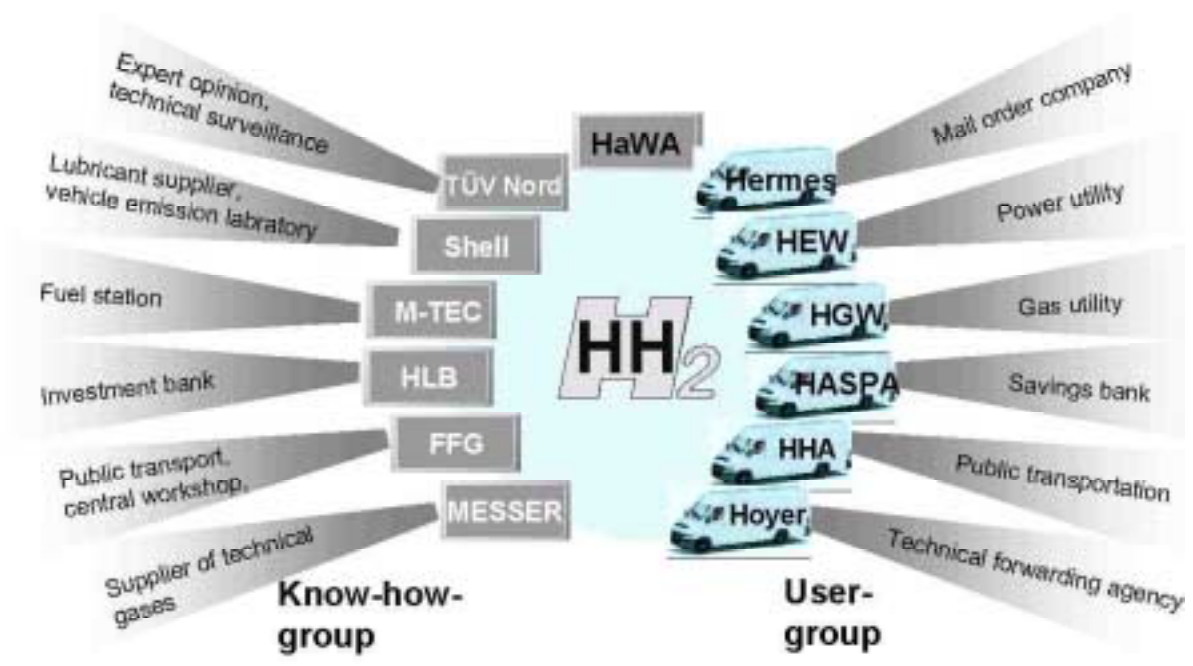 Expert opinion,
technical surveillance
Lubricant supplier,
vehicle emission labratory
Fuel station
Investment bank
Public transport,
central workshop,
Supplier of technical
gases
TÜV Nord
Shell
M-TEC
HLB
FFG
MESSER
Know-how-
group
HaWA
HH2
Hermes
HEW
HGW
HASPA
HHA
Hoyer
User-
group
Mail order company
Power utility
Gas utility
Savings bank
Public transportation
Technical forwarding agency